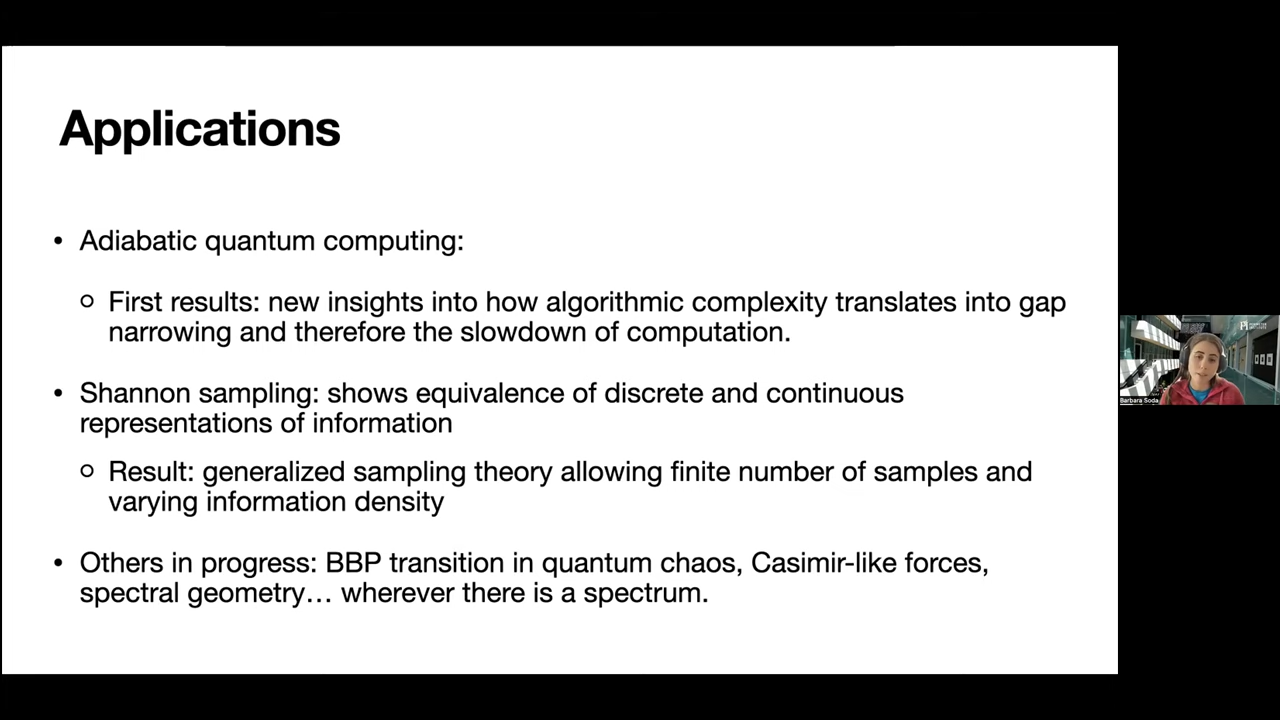 Applications
• Adiabatic quantum computing:
○ First results: new insights into how algorithmic complexity translates into gap
narrowing and therefore the slowdown of computation.
• Shannon sampling: shows equivalence of discrete and continuous
representations of information
○ Result: generalized sampling theory allowing finite number of samples and
varying information density
• Others in progress: BBP transition in quantum chaos, Casimir-like forces,
spectral geometry… wherever there is a spectrum.
PERIMETER
INSTITUTE
Barbara Soda